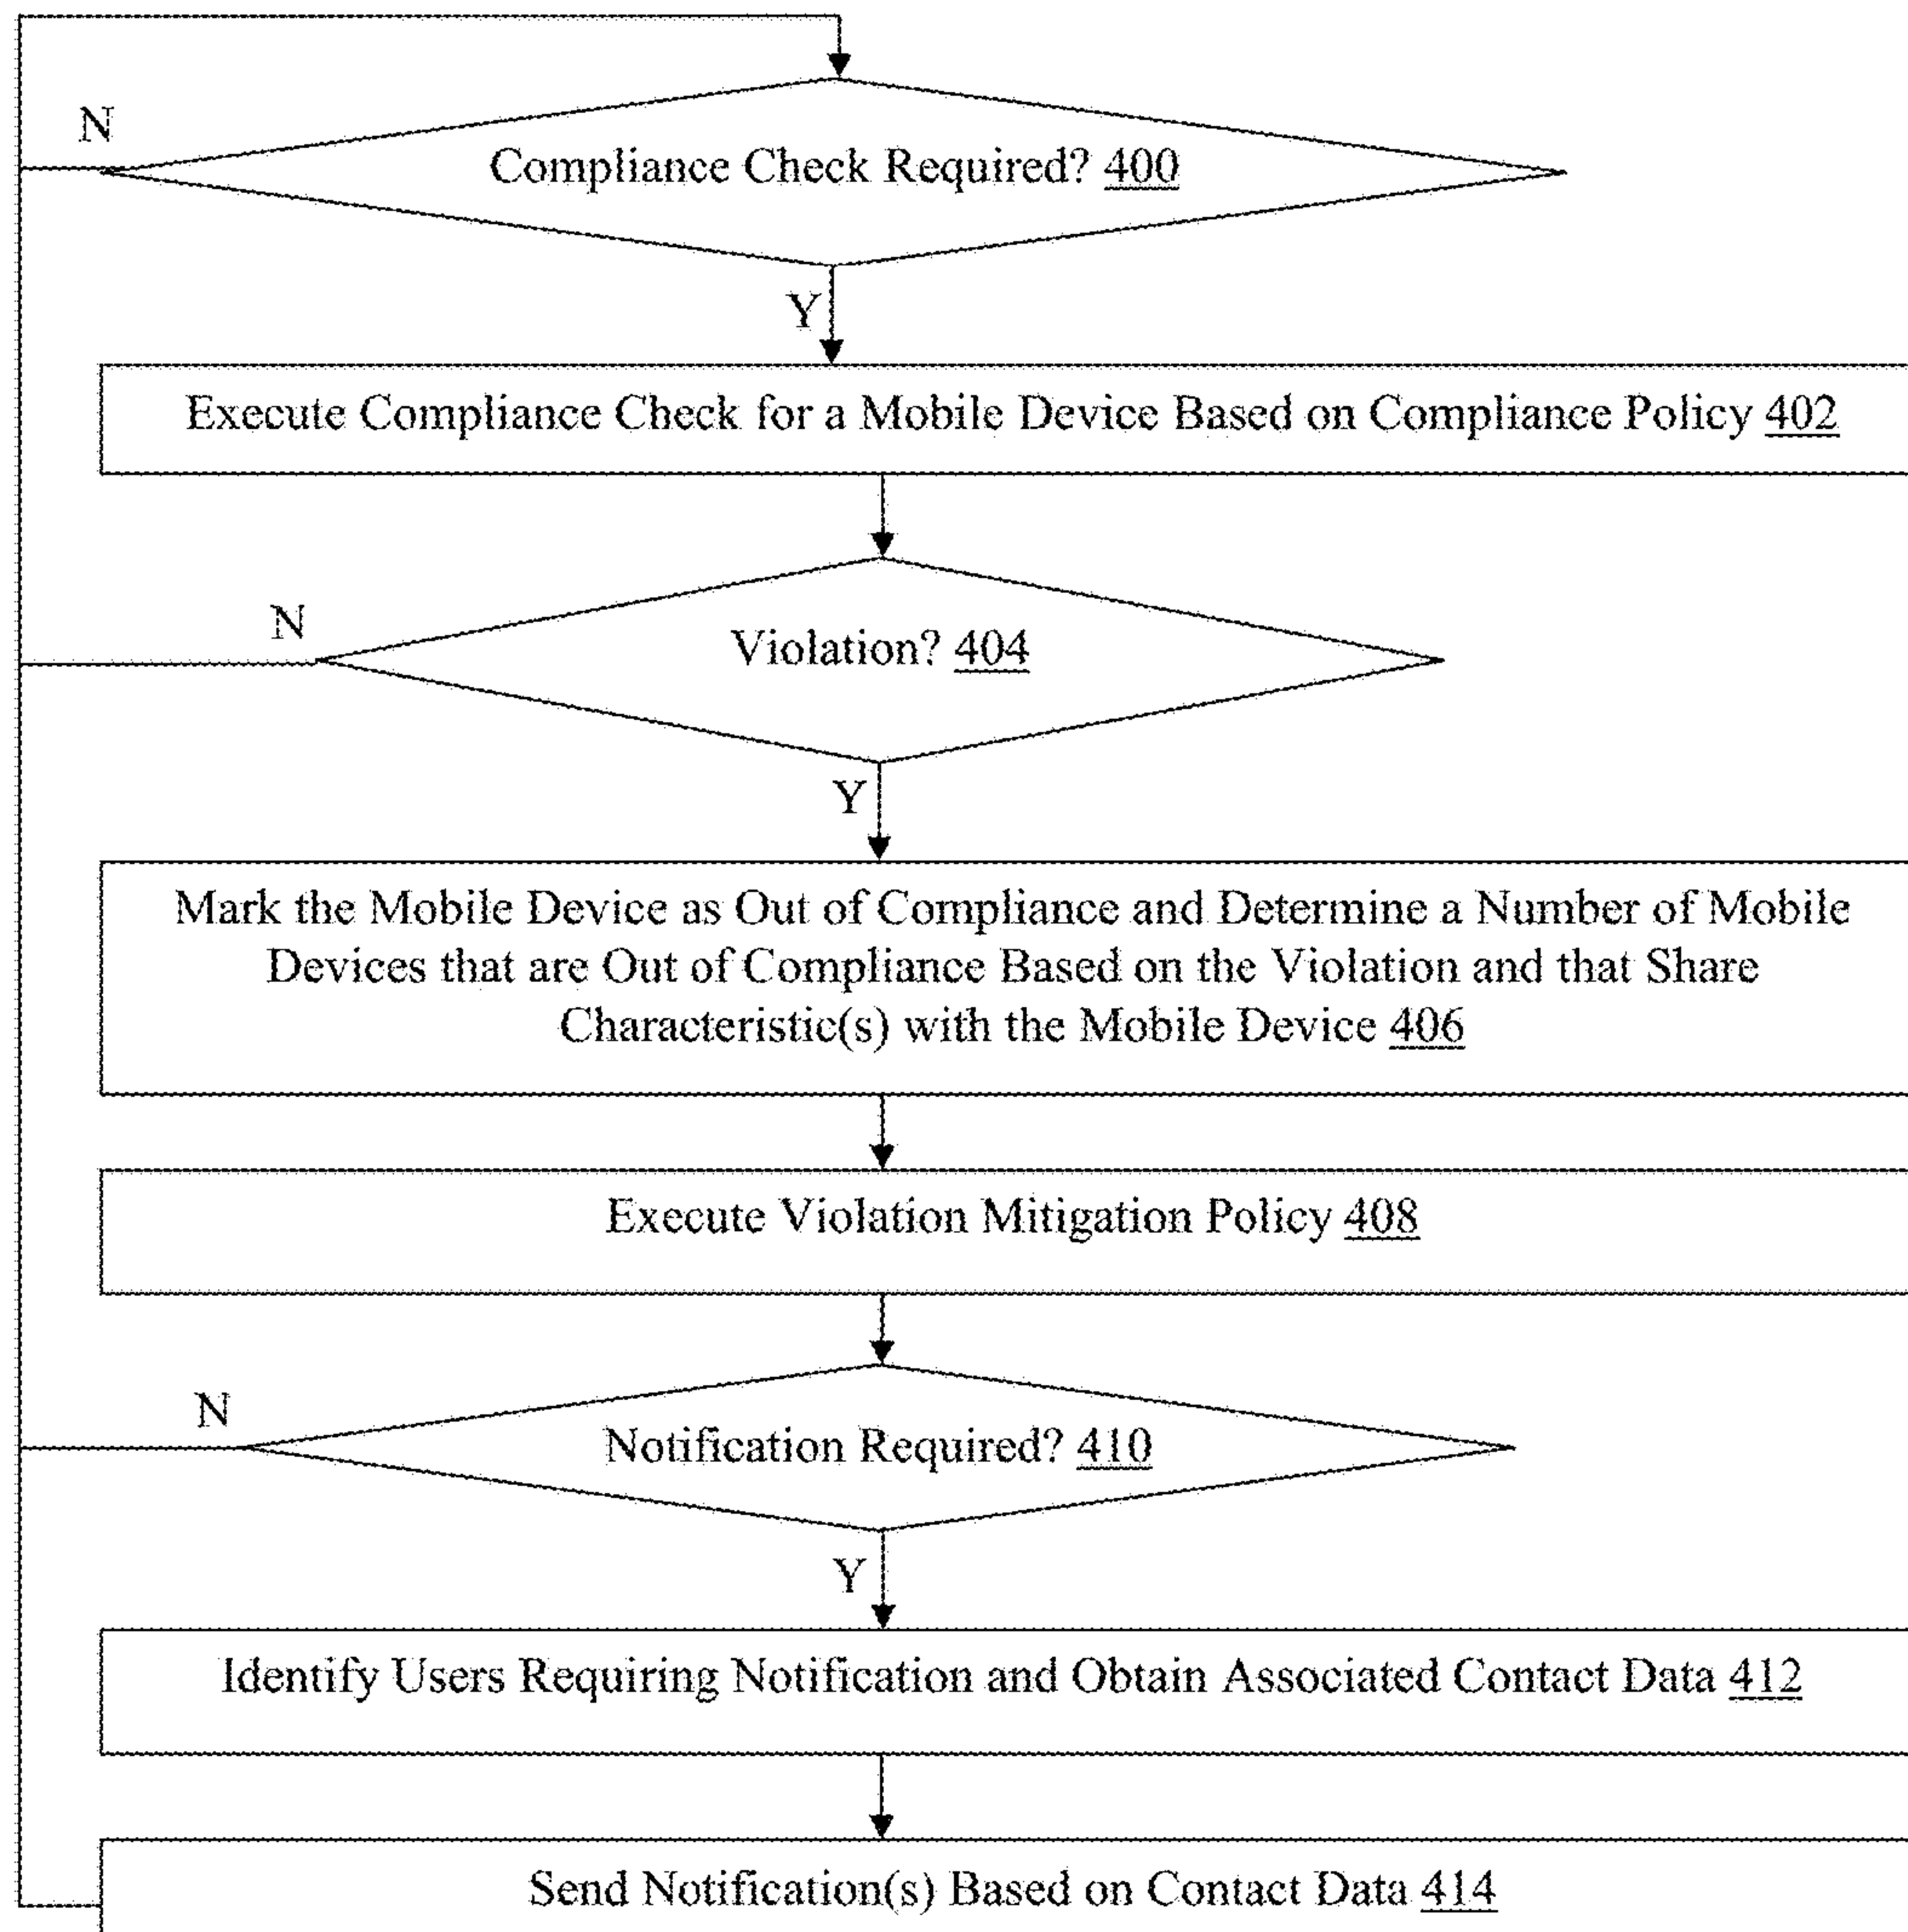 N
Compliance Check Required? 400
Y
Execute Compliance Check for a Mobile Device Based on Compliance Policy 402
N
Violation? 404
Y
Mark the Mobile Device as Out of Compliance and Determine a Number of Mobile
Devices that are Out of Compliance Based on the Violation and that Share
Characteristic(s) with the Mobile Device 406
Execute Violation Mitigation Policy 408
N
Notification Required? 410
Y
Identify Users Requiring Notification and Obtain Associated Contact Data 412
Send Notification(s) Based on Contact Data 414